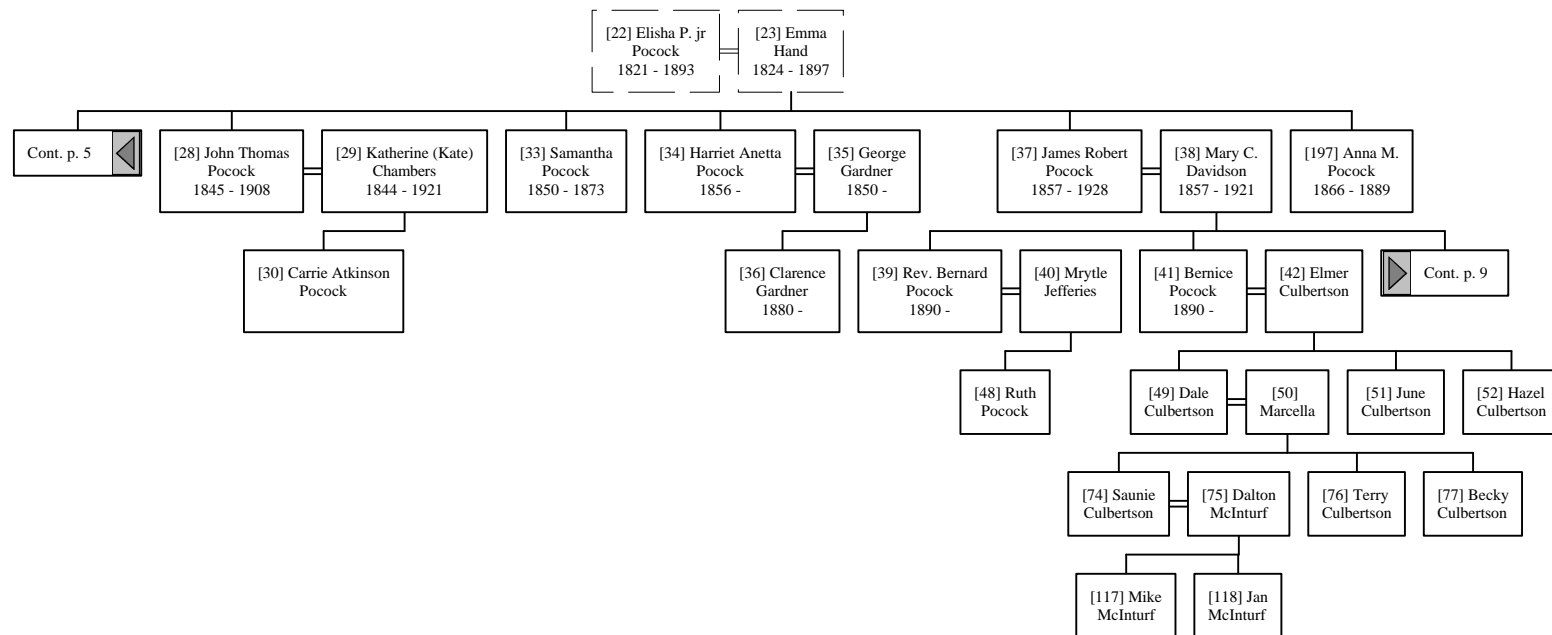 [22] Elisha P. jr
Pocock
1821 - 1893
[23] Emma
Hand
1824 - 1897
Cont. p. 5
[28] John Thomas
Pocock
1845 - 1908
[29] Katherine (Kate)
Chambers
1844 - 1921
[33] Samantha
Pocock
1850 - 1873
[34] Harriet Anetta
Pocock
1856 -
[35] George
Gardner
1850 -
[37] James Robert
Pocock
1857 - 1928
[38] Mary C.
Davidson
1857 - 1921
[197] Anna M.
Pocock
1866 - 1889
[30] Carrie Atkinson
Pocock
[36] Clarence
Gardner
1880 -
[39] Rev. Bernard
Pocock
1890 -
[40] Mrytle
Jefferies
[41] Bernice
Pocock
1890 -
[42] Elmer
Culbertson
Cont. p. 9
[48] Ruth
Pocock
[49] Dale
Culbertson
[50]
Marcella
[51] June
Culbertson
[52] Hazel
Culbertson
[74] Saunie
Culbertson
[75] Dalton
McInturf
[76] Terry
Culbertson
[77] Becky
Culbertson
[117] Mike
McInturf
[118] Jan
McInturf